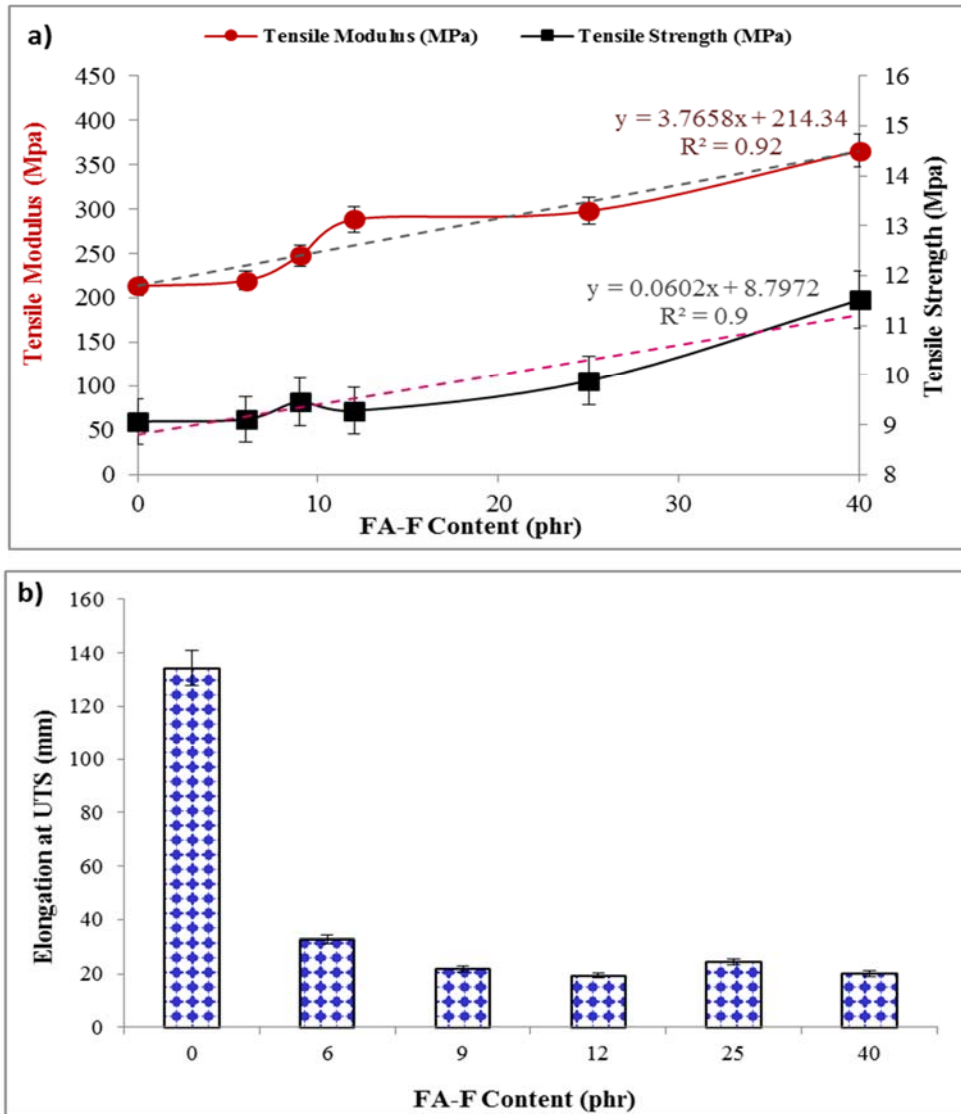 a)
Tensile Modulus (MPa) Tensile Strength (MPa)
Tensile Modulus (Mpa)
450
400
350
300
250
200
150
100
50
0
y = 3.7658x + 214.34
R² = 0.92
y = 0.0602x + 8.7972
R² = 0.9
16
15
14
13
12
11
10
9
8
Tensile Strength (Mpa)
0 10 20 30 40
FA-F Content (phr)
b)
Elongation at UTS (mm)
160
140
120
100
80
60
40
20
0
0 6 9 12 25 40
FA-F Content (phr)